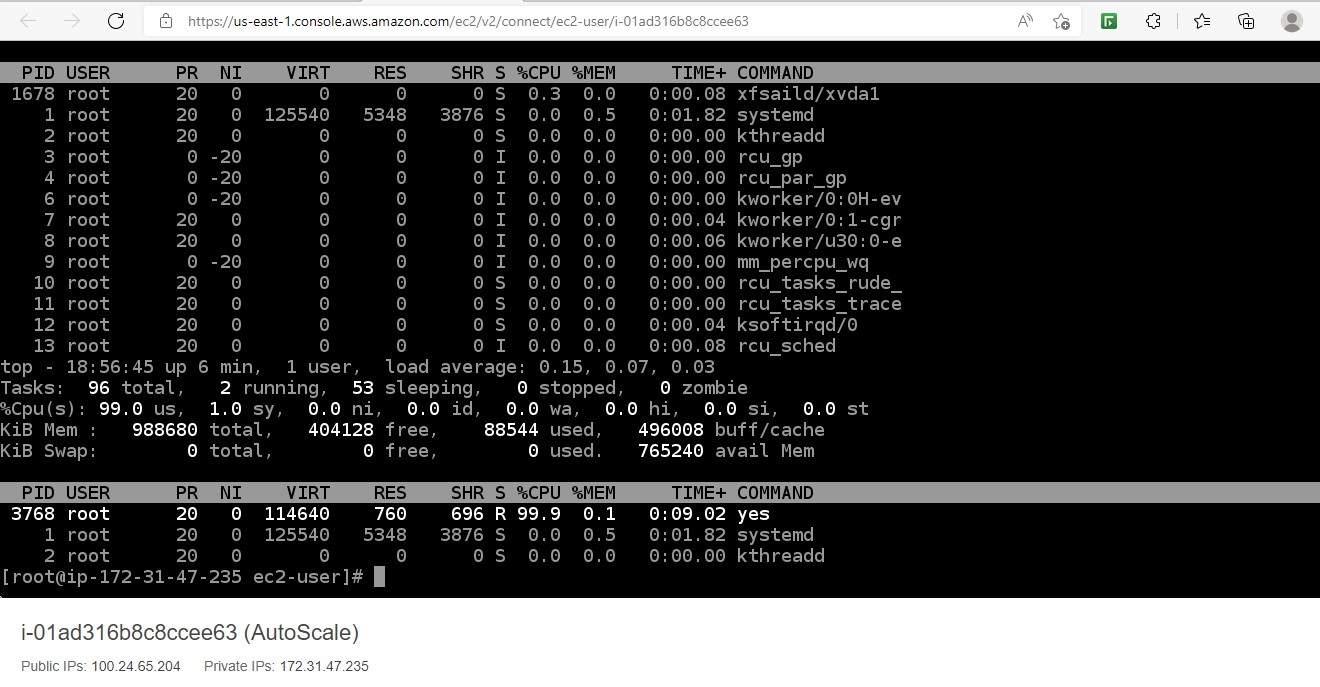 https://us-east-1.console.aws.amazon.com/ec2/v2/connect/ec2-user/i-01ad316b8c8ccee63
PID USER PR NI VIRT RES SHR S %CPU %MEM TIME+ COMMAND
1678 root 20 0 0 0 0 S 0.3 0.0 0:00.08 xfsaild/xvda1
1 root 20 0 125540 5348 3876 S 0.0 0.5 0:01.82 systemd
2 root 20 0 0 0 0 S 0.0 0.0 0:00.00 kthreadd
3 root 0 -20 0 0 0 I 0.0 0.0 0:00.00 rcu_gp
4 root 0 -20 0 0 0 I 0.0 0.0 0:00.00 rcu_par_gp
6 root 0 -20 0 0 0 I 0.0 0.0 0:00.00 kworker/0:0H-ev
7 root 20 0 0 0 0 I 0.0 0.0 0:00.04 kworker/0:1-cgr
8 root 20 0 0 0 0 I 0.0 0.0 0:00.06 kworker/u30:0-e
9 root 0 -20 0 0 0 I 0.0 0.0 0:00.00 mm_percpu_wq
10 root 20 0 0 0 0 S 0.0 0.0 0:00.00 rcu_tasks_rude_
11 root 20 0 0 0 0 S 0.0 0.0 0:00.00 rcu_tasks_trace
12 root 20 0 0 0 0 S 0.0 0.0 0:00.04 ksoftirqd/0
13 root 20 0 0 0 0 I 0.0 0.0 0:00.08 rcu_sched
top - 18:56:45 up 6 min, 1 user, load average: 0.15, 0.07, 0.03
Tasks: 96 total, 2 running, 53 sleeping, 0 stopped, 0 zombie
%Cpu(s): 99.0 us, 1.0 sy, 0.0 ni, 0.0 id, 0.0 wa, 0.0 hi, 0.0 si, 0.0 st
KiB Mem : 988680 total, 404128 free, 88544 used, 496008 buff/cache
KiB Swap: 0 total, 0 free, 0 used. 765240 avail Mem
PID USER PR NI VIRT RES SHR S %CPU %MEM TIME+ COMMAND
3768 root 20 0 114640 760 696 R 99.9 0.1 0:09.02 yes
1 root 20 0 125540 5348 3876 S 0.0 0.5 0:01.82 systemd
2 root 20 0 0 0 0 S 0.0 0.0 0:00.00 kthreadd
[root@ip-172-31-47-235 ec2-user]#
i-01ad316b8c8ccee63 (AutoScale)
Public IPs: 100.24.65.204 Private IPs: 172.31.47.235